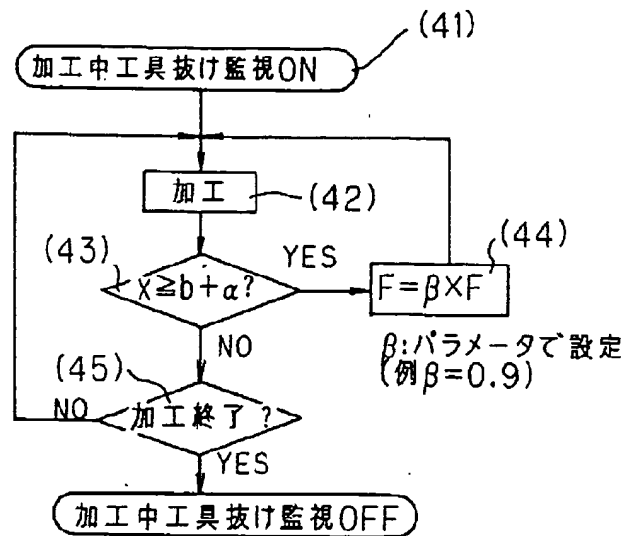 (41)
加工中工具抜け監視ON
加工
(42)
(43)
x≧b+α?
YES
(44)
F=β×F
β:パラメータで設定
(例β=0.9)
NO
(45)
加工終了?
NO
YES
加工中工具抜け監視OFF